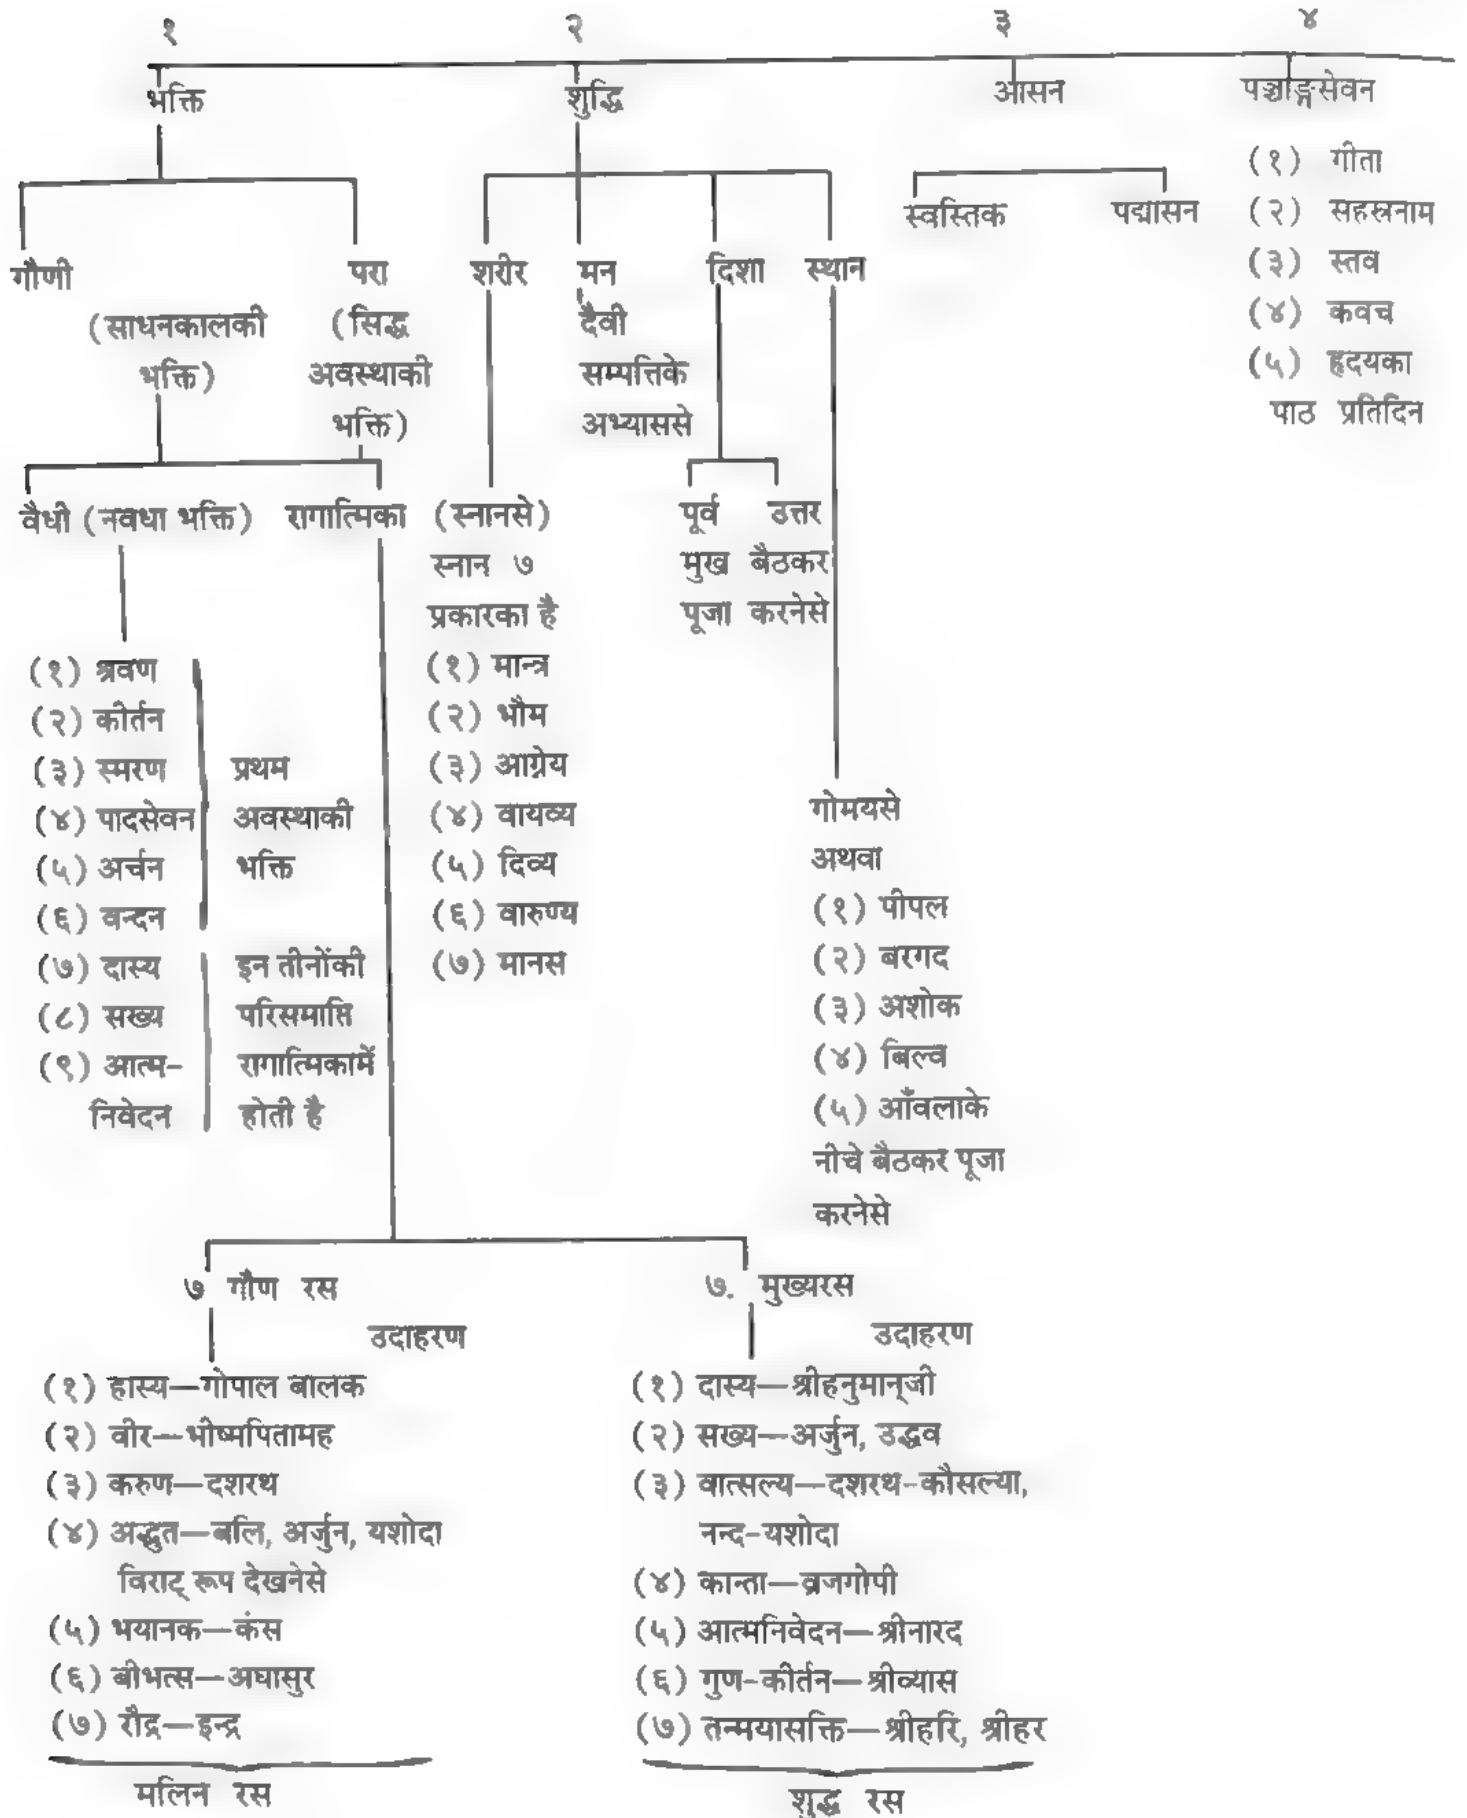 १ २ ३ ४
भक्ति शुद्धि आसन पञ्चाङ्गसेवन
(१) गीता
स्वस्तिक पद्मासन (२) सहस्रनाम
गौणी परा शरीर मन दिशा स्थान (३) स्तव
(साधनकालकी (सिद्ध दैवी (४) कवच
भक्ति) अवस्थाकी सम्पत्तिके (५) हृदयका
भक्ति) अभ्याससे पाठ प्रतिदिन
वैधी (नवधा भक्ति) रागात्मिका (स्नानसे) पूर्व उत्तर
स्नान ७ मुख बैठकर
प्रकारका है पूजा करनेसे
(१) श्रवण (१) मान्त्र
(२) कीर्तन (२) भौम
(३) स्मरण प्रथम (३) आग्नेय
(४) पादसेवन अवस्थाकी (४) वायव्य गोमयसे
(५) अर्चन भक्ति (५) दिव्य अथवा
(६) वन्दन (६) वारुण्य (१) पीपल
(७) दास्य इन तीनोंकी (७) मानस (२) बरगद
(८) सख्य परिसमाप्ति (३) अशोक
(९) आत्म- रागात्मिकामें (४) बिल्व
निवेदन होती है (५) आँवलाके
नीचे बैठकर पूजा
करनेसे
७ गौण रस ७. मुख्यरस
उदाहरण उदाहरण
(१) हास्य—गोपाल बालक (१) दास्य—श्रीहनुमान्‌जी
(२) वीर—भीष्मपितामह (२) सख्य—अर्जुन, उद्धव
(३) करुण—दशरथ (३) वात्सल्य—दशरथ-कौसल्या,
(४) अद्भुत—बलि, अर्जुन, यशोदा नन्द-यशोदा
विराट् रूप देखनेसे (४) कान्ता—व्रजगोपी
(५) भयानक—कंस (५) आत्मनिवेदन—श्रीनारद
(६) बीभत्स—अघासुर (६) गुण-कीर्तन—श्रीव्यास
(७) रौद्र—इन्द्र (७) तन्मयासक्ति—श्रीहरि, श्रीहर
मलिन रस शुद्ध रस